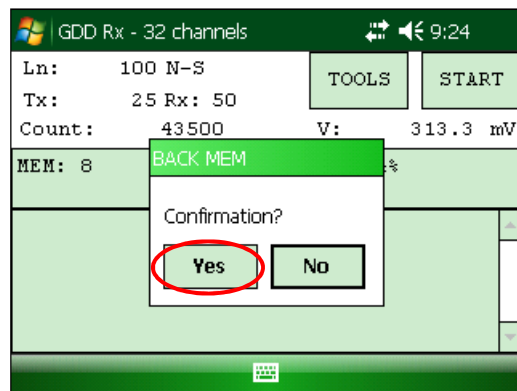 GDD Rx - 32 channels 9:24
Ln: 100 N-S
TOOLS START
Tx: 25 Rx: 50
Count: 43500 V: 313.3 mV
MEM: 8 %
BACK MEM
Confirmation?
Yes No